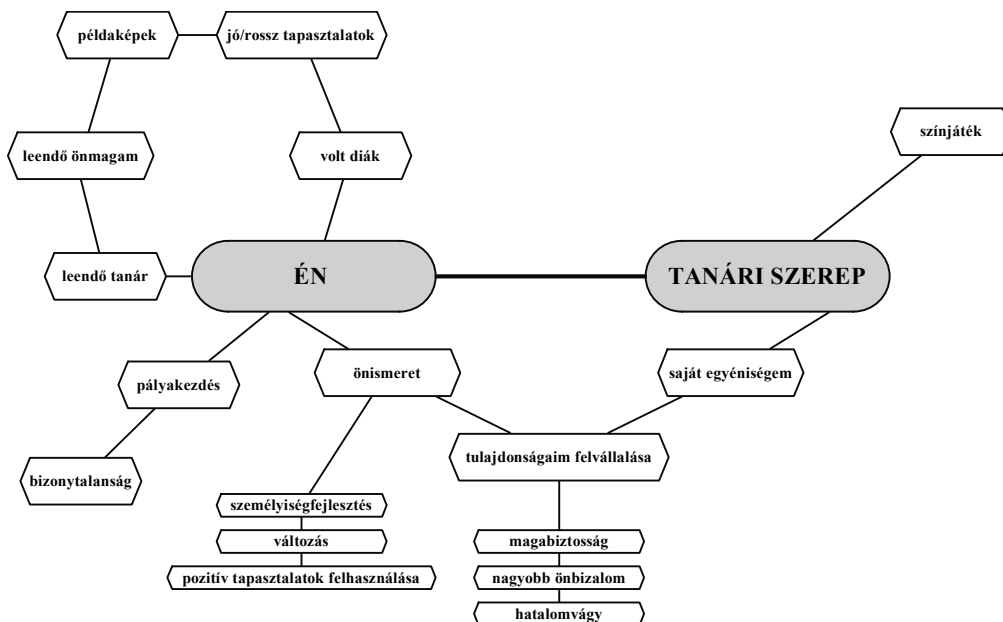 példaképek
jó/rossz tapasztalatok
színjáték
leendő önmagam
volt diák
leendő tanár
ÉN
TANÁRI SZEREP
pályakezdés
önismeret
saját egyéniségem
tulajdonságaim felvállalása
bizonytalanság
személyiségfejlesztés
változás
pozitív tapasztalatok felhasználása
magabiztosság
nagyobb önbizalom
hatalomvágy